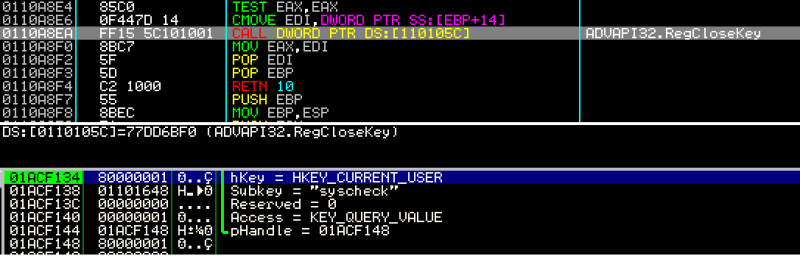 0110A8E4 85C0 TEST EAX,EAX
0110A8E6 0F447D 14 CMOVE EDI,DWORD PTR SS:[EBP+14]
0110A8EA FF15 5C101001 CALL DWORD PTR DS:[110105C] ADVAPI32.RegCloseKey
0110A8F0 8BC7 MOV EAX,EDI
0110A8F2 5F POP EDI
0110A8F3 5D POP EBP
0110A8F4 C2 1000 RETN 10
0110A8F7 55 PUSH EBP
0110A8F8 8BEC MOV EBP,ESP
DS:[0110105C]=77DD6BF0 (ADVAPI32.RegCloseKey)
01ACF134 80000001 0..Ç hKey = HKEY_CURRENT_USER
01ACF138 01101648 H Subkey = "syscheck"
01ACF13C 00000000 .... Reserved = 0
01ACF140 00000001 0... Access = KEY_QUERY_VALUE
01ACF144 01ACF148 H±¼0 pHandle = 01ACF148
01ACF148 80000001 0..Ç